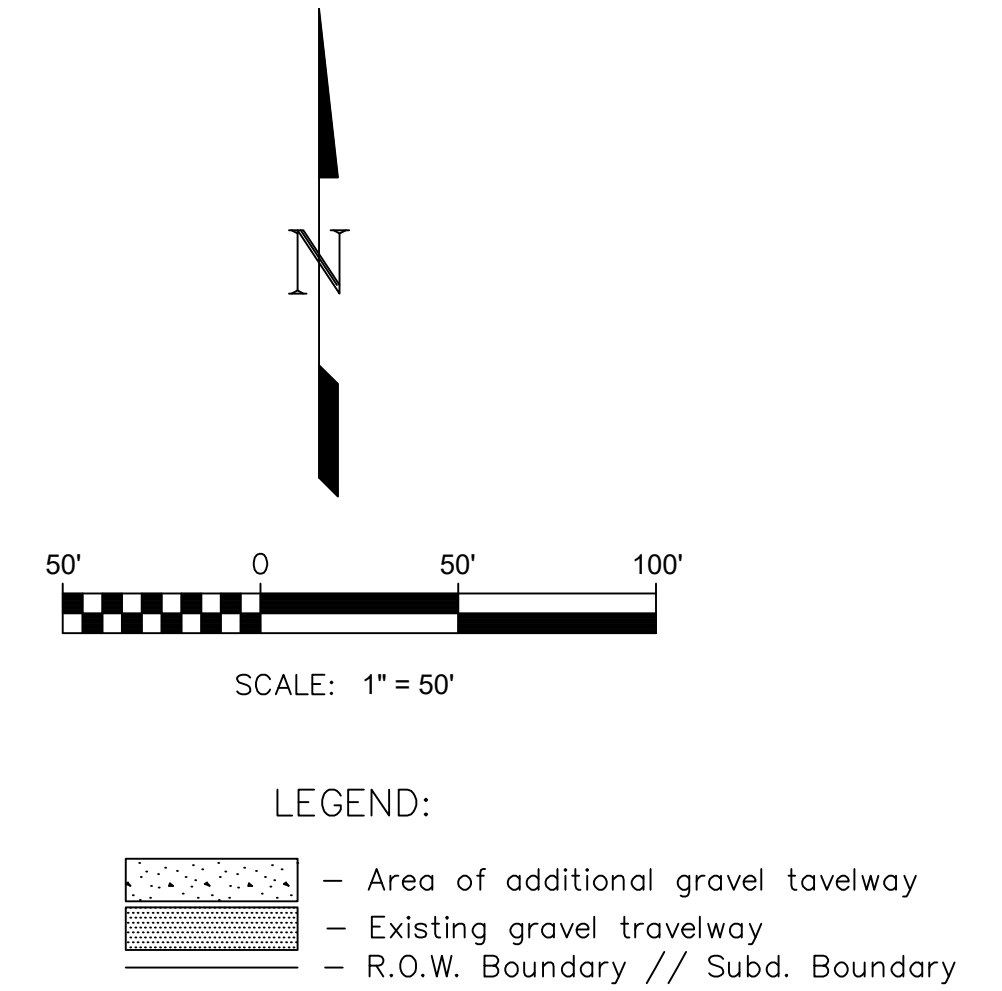 N
50' 0 50' 100'
SCALE: 1" = 50'
LEGEND:
– Area of additional gravel tavelway
– Existing gravel travelway
– R.O.W. Boundary // Subd. Boundary